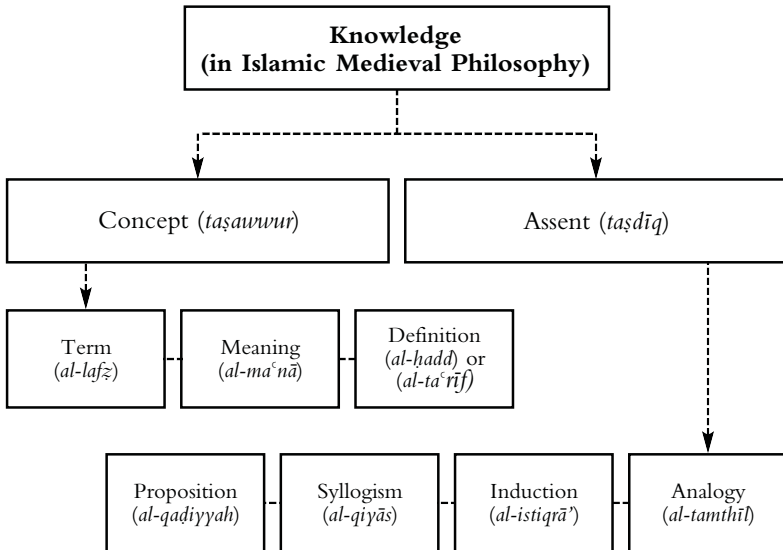 Knowledge
(in Islamic Medieval Philosophy)
Concept (taṣawwur)
Assent (taṣdīq)
Term
(al-lafẓ)
Meaning
(al-maʿnā)
Definition
(al-ḥadd) or
(al-taʿrīf)
Proposition
(al-qaḍiyyah)
Syllogism
(al-qiyās)
Induction
(al-istiqrā’)
Analogy
(al-tamthīl)